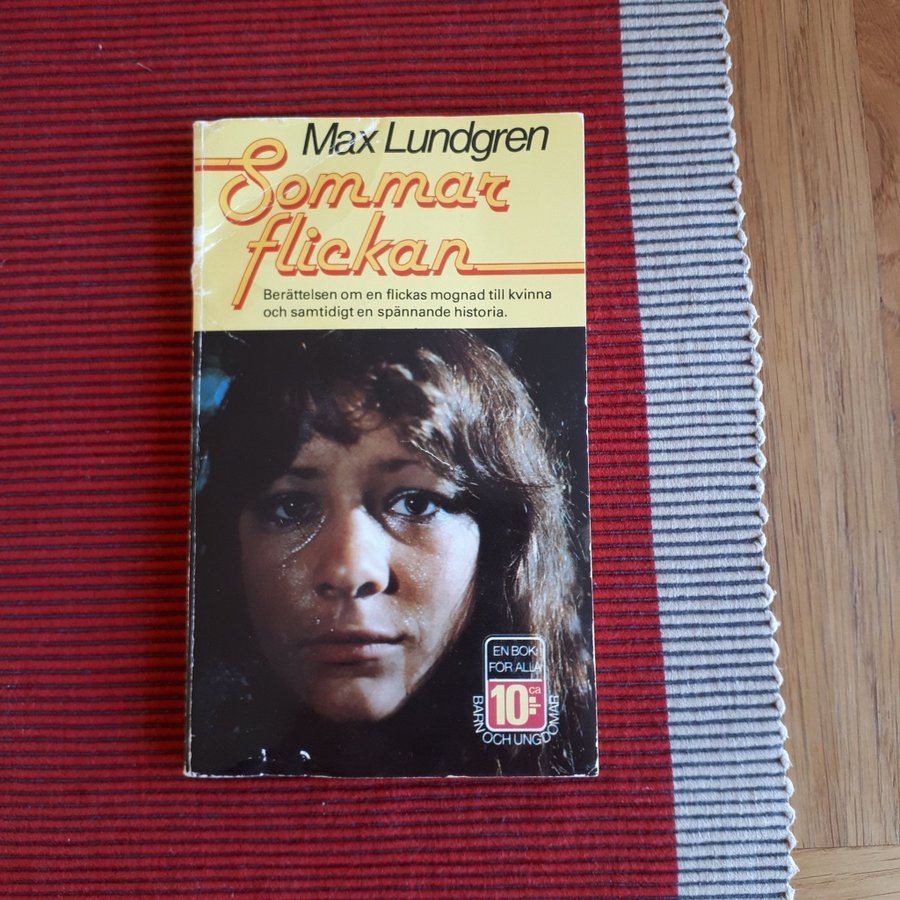 Max Lundgren
Sommar
flickan
Berättelsen om en flickas mognad till kvinna
och samtidigt en spännande historia.
EN BOK
FÖR ALLA
ca
10:-
BARN OCH UNGDOMAR